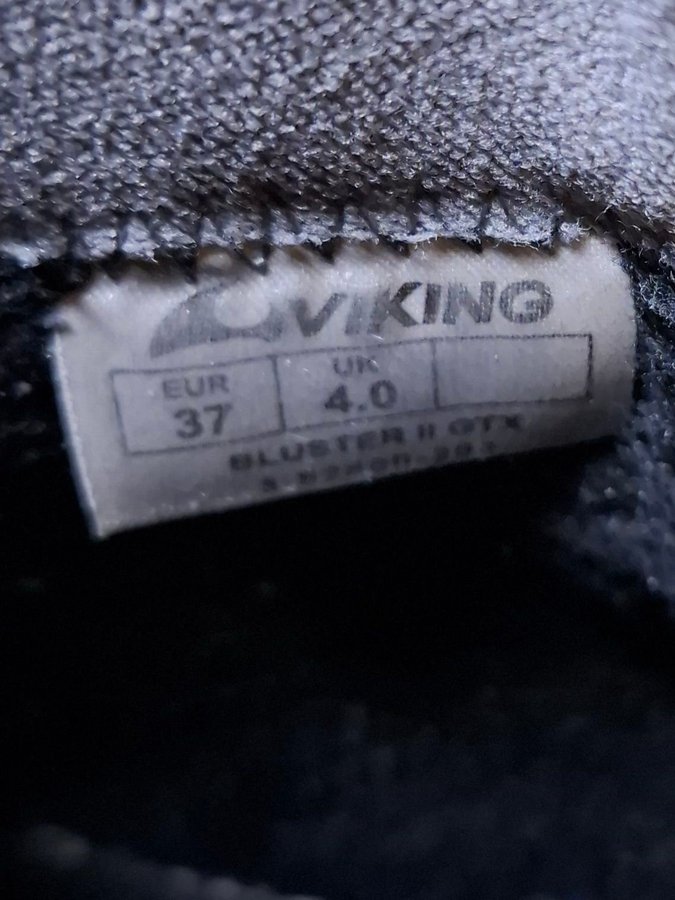 VIKING
EUR UK
37 4.0
BLUSTER II GTX